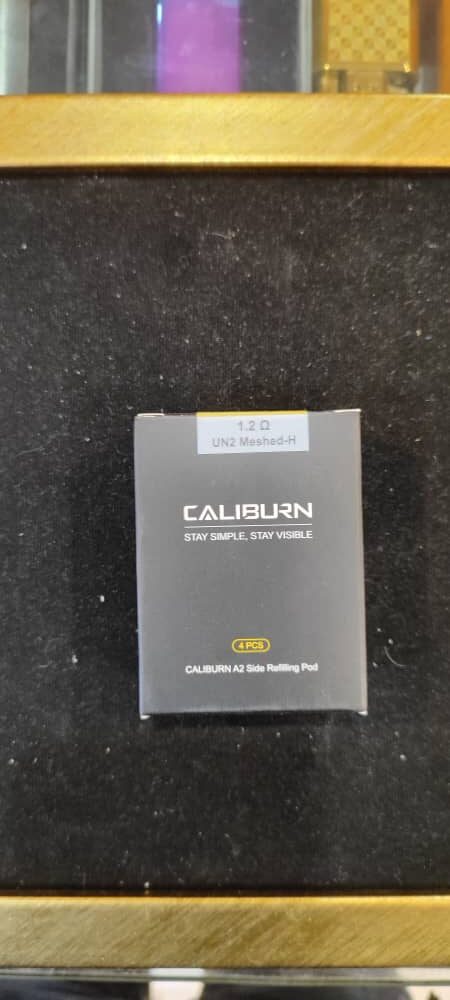 1.2 Ω
UN2 Meshed-H
CALIBURN
STAY SIMPLE, STAY VISIBLE
4 PCS
CALIBURN A2 Side Refilling Pod